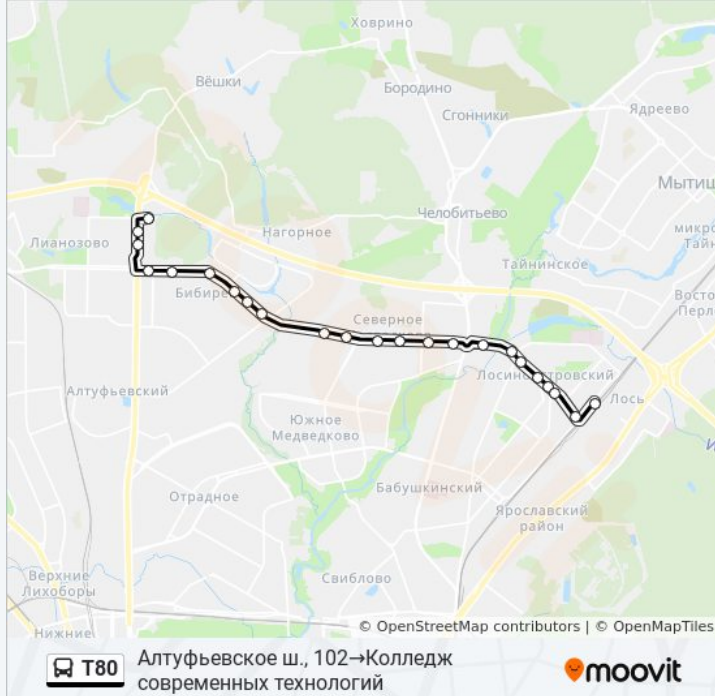 Ховрино
Вёшки
Бородино
Сгонники
Ядреево
Мытищ
Челобитьево
микро
Тайн
Лианозово
Нагорное
Тайнинское
Бибире
Восто
Перл
Северное
Лосиноостровский
Алтуфьевский
Лось
Южное
Медведково
Бабушкинский
Отрадное
Ярославский
район
Свиблово
Верхние
Лихоборы
Нижние
© OpenStreetMap contributors | © OpenMapTiles
T80
Алтуфьевское ш., 102→Колледж
современных технологий
moovit